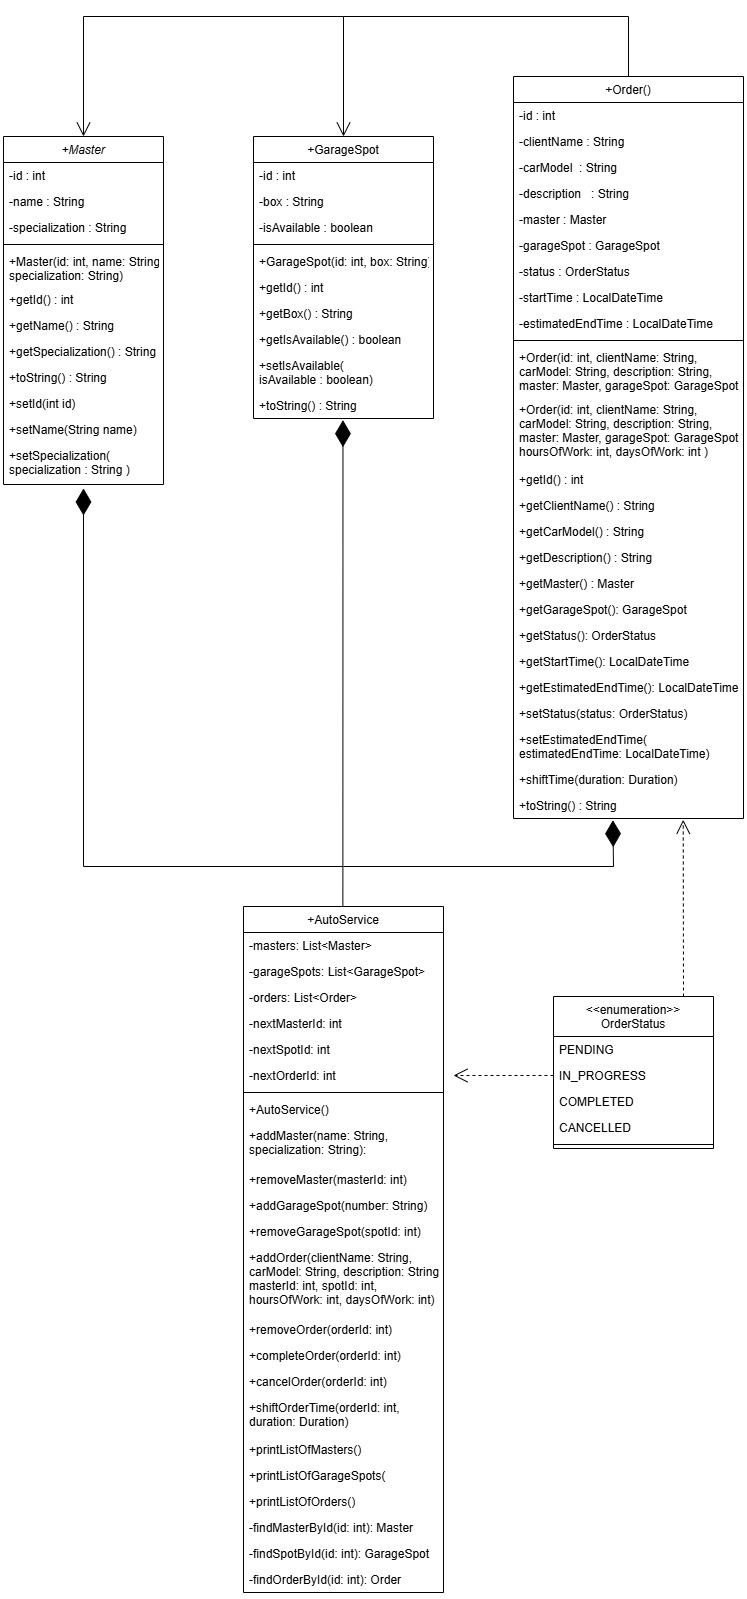 +Master
-id : int
-name : String
-specialization : String
+Master(id: int, name: String
specialization: String)
+getId() : int
+getName() : String
+getSpecialization() : String
+toString() : String
+setId(int id)
+setName(String name)
+setSpecialization(
specialization : String )
+GarageSpot
-id : int
-box : String
-isAvailable : boolean
+GarageSpot(id: int, box: String)
+getId() : int
+getBox() : String
+getIsAvailable() : boolean
+setIsAvailable(
isAvailable : boolean)
+toString() : String
+Order()
-id : int
-clientName : String
-carModel  : String
-description   : String
-master : Master
-garageSpot : GarageSpot
-status : OrderStatus
-startTime : LocalDateTime
-estimatedEndTime : LocalDateTime
+Order(id: int, clientName: String,
carModel: String, description: String,
master: Master, garageSpot: GarageSpot
+Order(id: int, clientName: String,
carModel: String, description: String,
master: Master, garageSpot: GarageSpot
hoursOfWork: int, daysOfWork: int )
+getId() : int
+getClientName() : String
+getCarModel() : String
+getDescription() : String
+getMaster() : Master
+getGarageSpot(): GarageSpot
+getStatus(): OrderStatus
+getStartTime(): LocalDateTime
+getEstimatedEndTime(): LocalDateTime
+setStatus(status: OrderStatus)
+setEstimatedEndTime(
estimatedEndTime: LocalDateTime)
+shiftTime(duration: Duration)
+toString() : String
+AutoService
-masters: List<Master>
-garageSpots: List<GarageSpot>
-orders: List<Order>
-nextMasterId: int
-nextSpotId: int
-nextOrderId: int
+AutoService()
+addMaster(name: String,
specialization: String):
+removeMaster(masterId: int)
+addGarageSpot(number: String)
+removeGarageSpot(spotId: int)
+addOrder(clientName: String,
carModel: String, description: String
masterId: int, spotId: int,
hoursOfWork: int, daysOfWork: int)
+removeOrder(orderId: int)
+completeOrder(orderId: int)
+cancelOrder(orderId: int)
+shiftOrderTime(orderId: int,
duration: Duration)
+printListOfMasters()
+printListOfGarageSpots(
+printListOfOrders()
-findMasterById(id: int): Master
-findSpotById(id: int): GarageSpot
-findOrderById(id: int): Order
<<enumeration>>
OrderStatus
PENDING
IN_PROGRESS
COMPLETED
CANCELLED